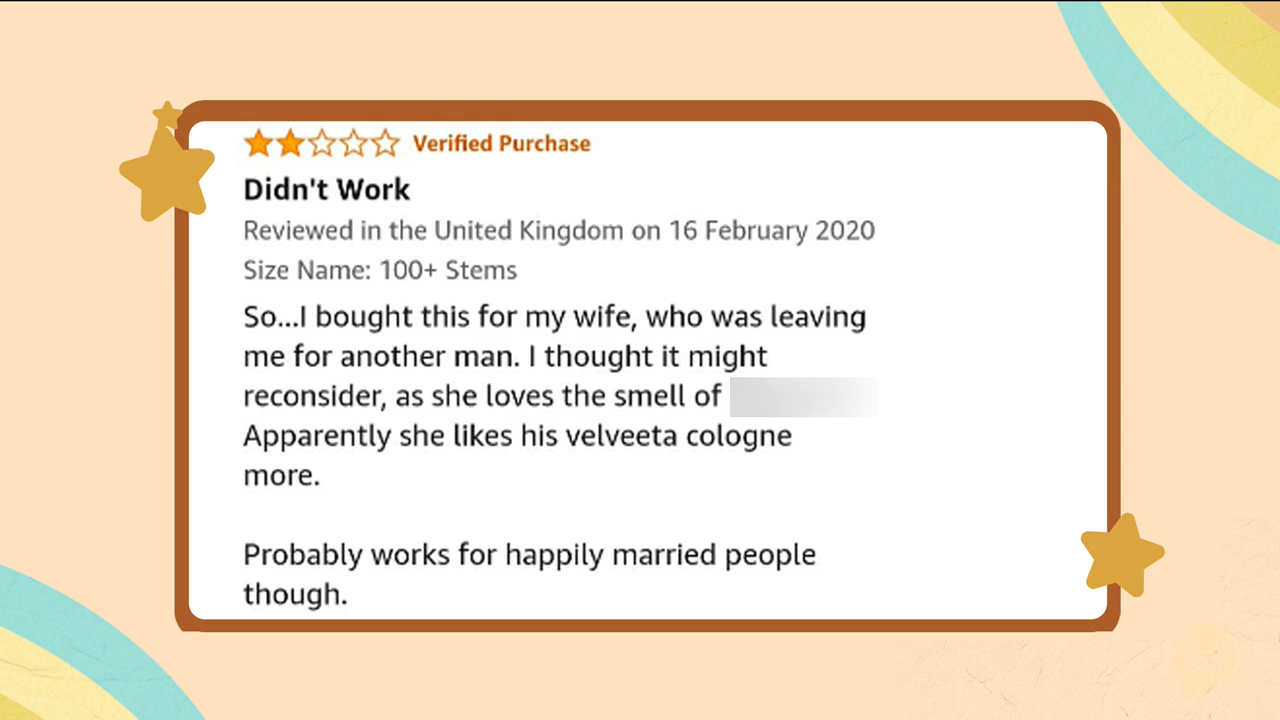 Verified Purchase
Didn't Work
Reviewed in the United Kingdom on 16 February 2020
Size Name: 100+ Stems
So...I bought this for my wife, who was leaving
me for another man. I thought it might
reconsider, as she loves the smell of
Apparently she likes his velveeta cologne
more.
Probably works for happily married people
though.